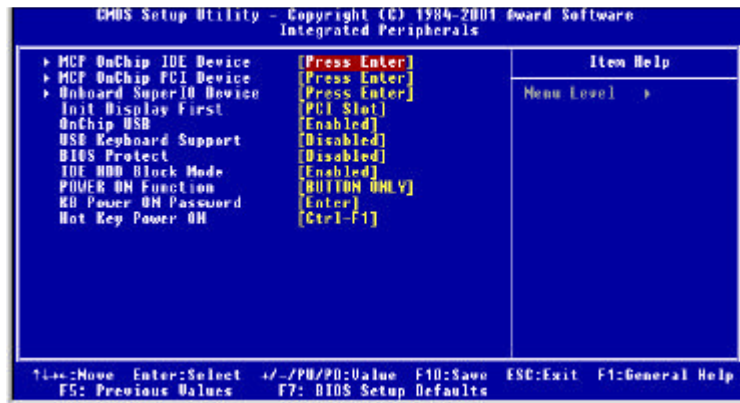 CMOS Setup Utility - Copyright (C) 1984-2001 Award Software
Integrated Peripherals
▸ MCP OnChip IDE Device [Press Enter]
▸ MCP OnChip PCI Device [Press Enter]
▸ Onboard SuperIO Device [Press Enter]
Init Display First [PCI Slot]
OnChip USB [Enabled]
USB Keyboard Support [Disabled]
BIOS Protect [Disabled]
IDE HDD Block Mode [Enabled]
POWER ON Function [BUTTON ONLY]
KB Power ON Password [Enter]
Hot Key Power ON [Ctrl-F1]
Item Help
Menu Level ▸
↑↓→←:Move Enter:Select +/-/PU/PD:Value F10:Save ESC:Exit F1:General Help
F5: Previous Values F7: BIOS Setup Defaults